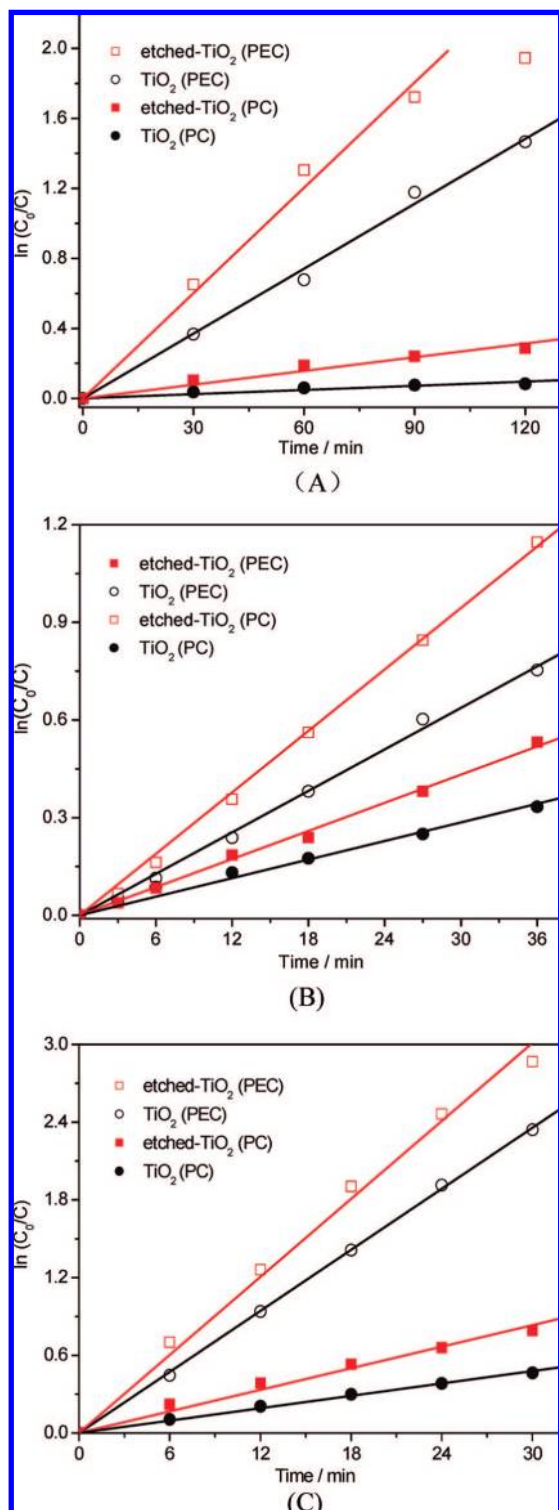 2.0
1.6
1.2
0.8
0.4
0.0
ln (C₀/C)
etched-TiO₂ (PEC)
TiO₂ (PEC)
etched-TiO₂ (PC)
TiO₂ (PC)
0 30 60 90 120
Time / min
(A)
1.2
0.9
0.6
0.3
0.0
ln(C₀/C)
etched-TiO₂ (PEC)
TiO₂ (PEC)
etched-TiO₂ (PC)
TiO₂ (PC)
0 6 12 18 24 30 36
Time / min
(B)
3.0
2.4
1.8
1.2
0.6
0.0
ln (C₀/C)
etched-TiO₂ (PEC)
TiO₂ (PEC)
etched-TiO₂ (PC)
TiO₂ (PC)
0 6 12 18 24 30
Time / min
(C)